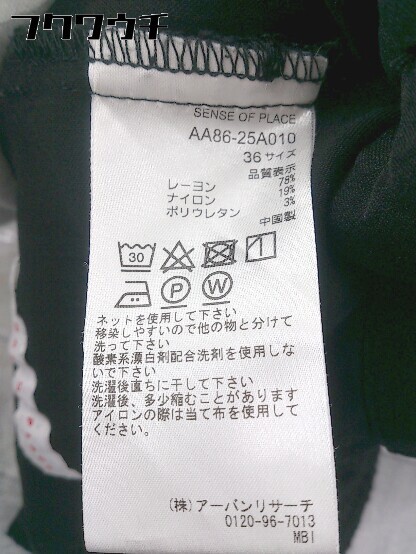 フクワウチ
SENSE OF PLACE
AA86-25A010
36サイズ
品質表示
レーヨン 78%
ナイロン 19%
ポリウレタン 3%
中国製
30
P W
ネットを使用して下さい
移染しやすいので他の物と分けて
洗って下さい
酸素系漂白剤配合洗剤を使用しな
いで下さい
洗濯後直ちに干して下さい
洗濯後、多少縮むことがあります
アイロンの際は当て布を使用して
ください。
(株)アーバンリサーチ
0120-96-7013
MBI